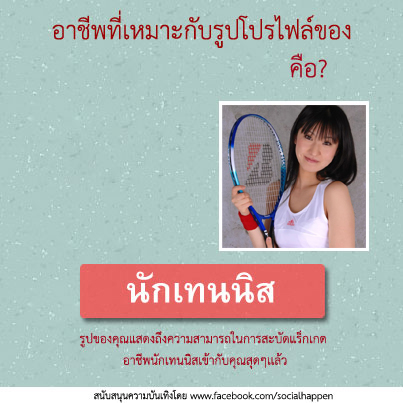 อาชีพที่เหมาะกับรูปโปรไฟล์ของ
คือ?
นักเทนนิส
รูปของคุณแสดงถึงความสามารถในการสะบัดแร็กเกต
อาชีพนักเทนนิสเข้ากับคุณสุดๆแล้ว
สนับสนุนความบันเทิงโดย www.facebook.com/socialhappen